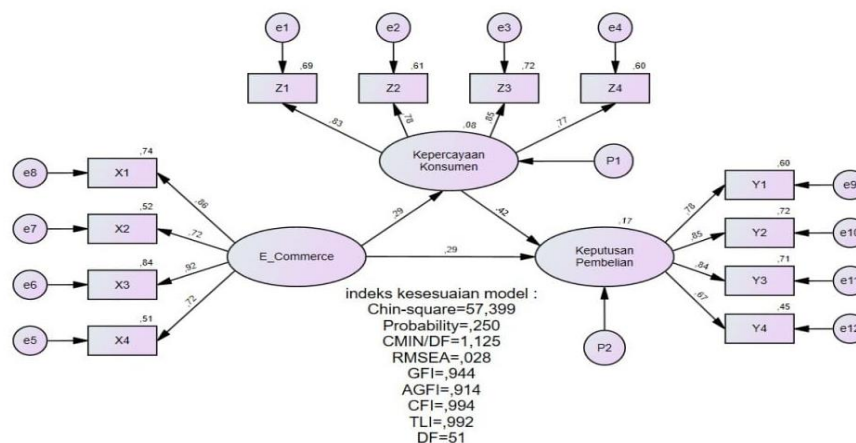 e1
e2
e3
e4
,69
,61
,72
,60
Z1
Z2
Z3
Z4
,83
,78
,85
,77
,08
Kepercayaan
Konsumen
P1
e8
,74
X1
,86
e7
,52
X2
,72
e6
,84
X3
,92
e5
,51
X4
,72
E_Commerce
,29
,42
,29
,17
Keputusan
Pembelian
P2
,60
Y1
e9
,78
,72
Y2
e10
,85
,71
Y3
e11
,84
,45
Y4
e12
,67
indeks kesesuaian model :
Chin-square=57,399
Probability=,250
CMIN/DF=1,125
RMSEA=,028
GFI=,944
AGFI=,914
CFI=,994
TLI=,992
DF=51